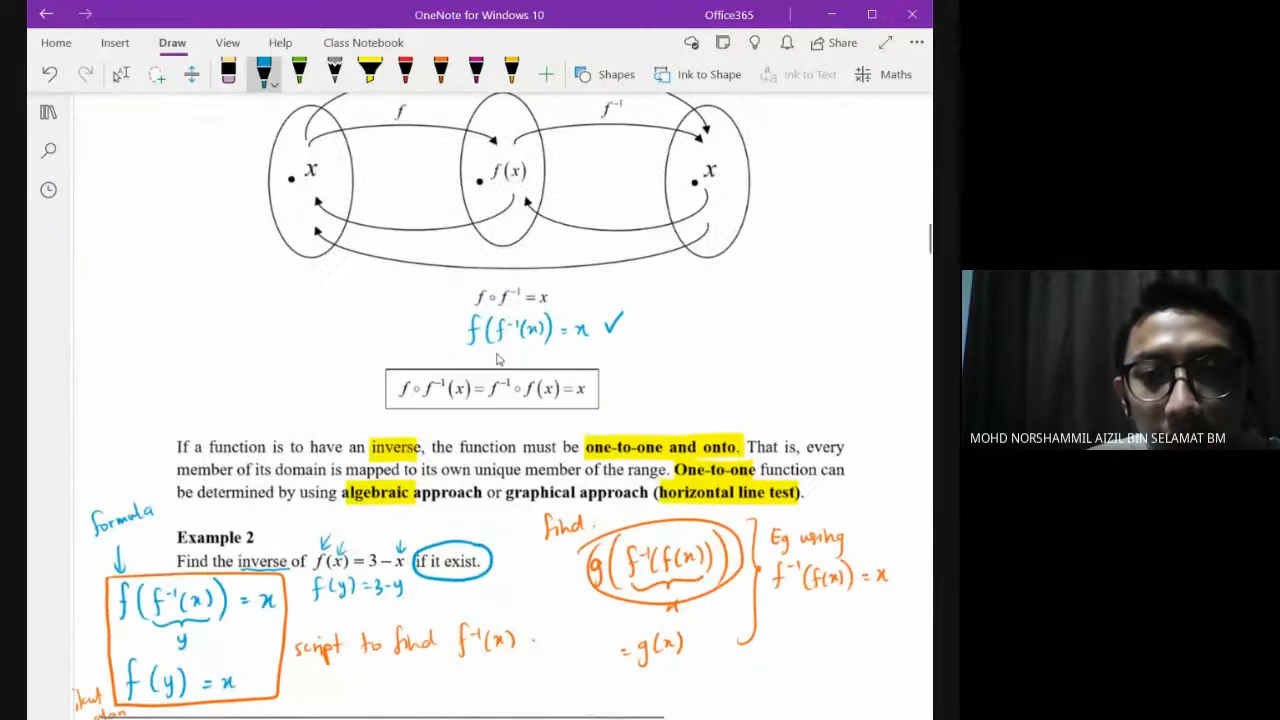 OneNote for Windows 10
Office365
Home Insert Draw View Help Class Notebook
Share
Shapes Ink to Shape Ink to Text Maths
f f⁻¹
x f(x) x
f ∘ f⁻¹ = x
f(f⁻¹(x)) = x ✓
f ∘ f⁻¹(x) = f⁻¹ ∘ f(x) = x
If a function is to have an inverse, the function must be one-to-one and onto. That is, every
member of its domain is mapped to its own unique member of the range. One-to-one function can
be determined by using algebraic approach or graphical approach (horizontal line test).
formula
Example 2
Find the inverse of f(x) = 3 − x if it exist.
f(y) = 3-y
f(f⁻¹(x)) = x
y
f(y) = x
script to find f⁻¹(x) .
find.
g(f⁻¹(f(x)))
x
= g(x)
Eg using
f⁻¹(f(x)) = x
MOHD NORSHAMMIL AIZIL BIN SELAMAT BM